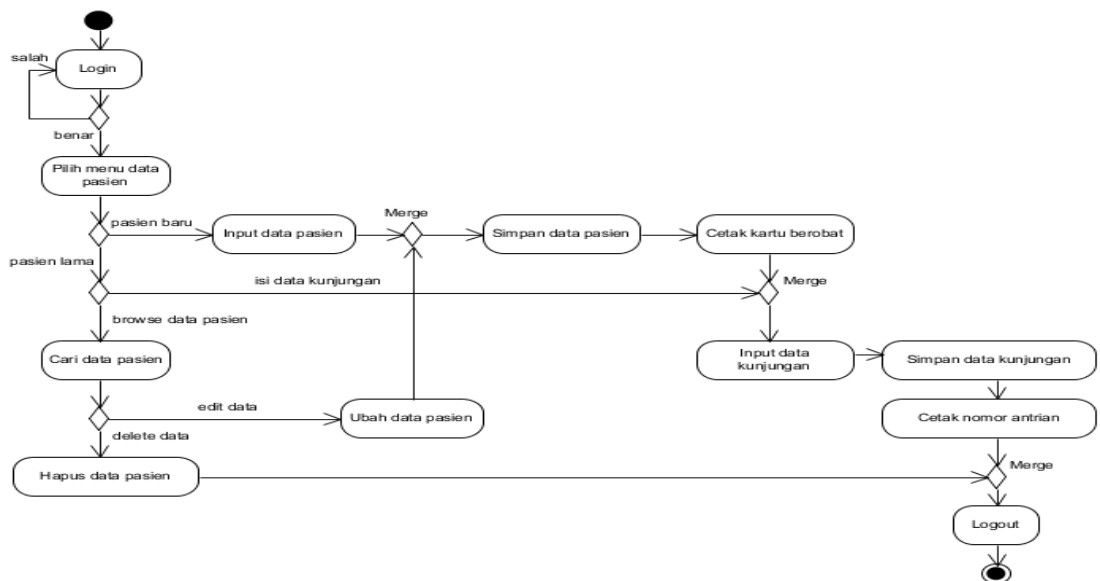 salah
Login
benar
Pilih menu data
pasien
pasien baru
Input data pasien
Merge
Simpan data pasien
Cetak kartu berobat
pasien lama
isi data kunjungan
Merge
browse data pasien
Cari data pasien
Input data
kunjungan
Simpan data kunjungan
edit data
Ubah data pasien
Cetak nomor antrian
delete data
Hapus data pasien
Merge
Logout